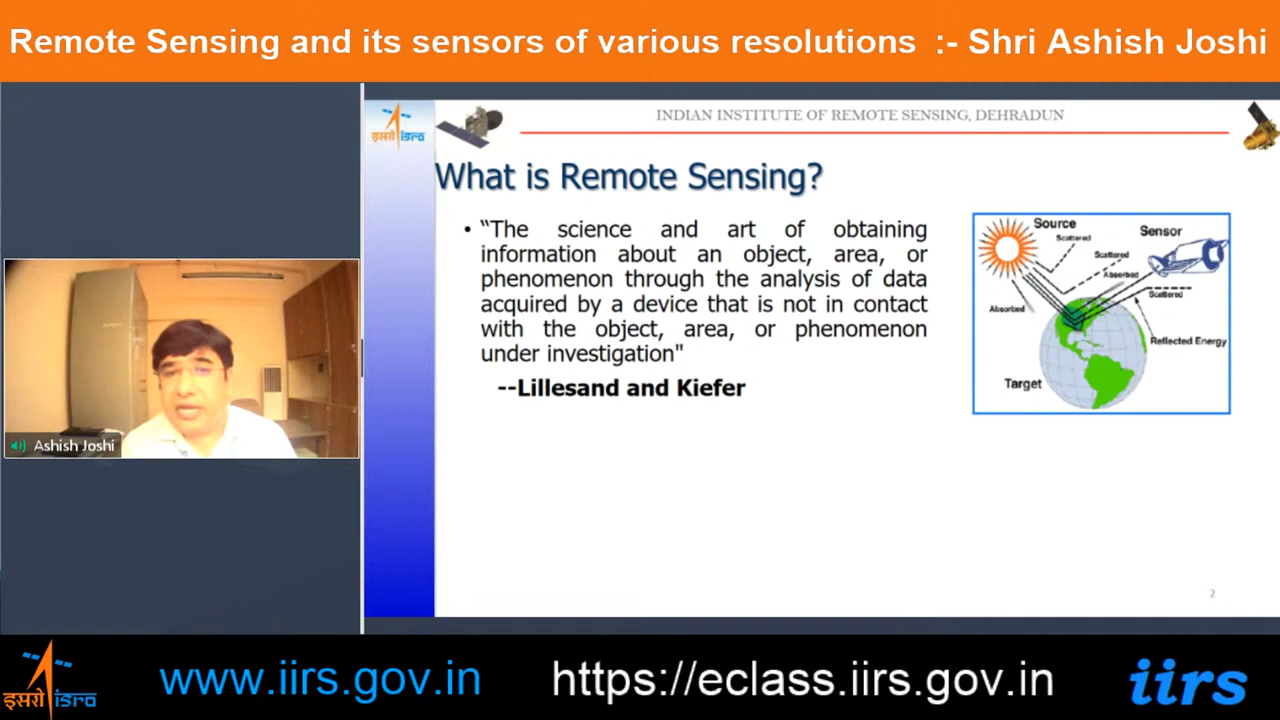 Remote Sensing and its sensors of various resolutions :- Shri Ashish Joshi
इसरो isro
INDIAN INSTITUTE OF REMOTE SENSING, DEHRADUN
What is Remote Sensing?
• “The science and art of obtaining
information about an object, area, or
phenomenon through the analysis of data
acquired by a device that is not in contact
with the object, area, or phenomenon
under investigation"
--Lillesand and Kiefer
Source
Scattered
Sensor
Scattered
Absorbed
Scattered
Absorbed
Reflected Energy
Target
Ashish Joshi
2
इसरो isro
www.iirs.gov.in
https://eclass.iirs.gov.in
iirs